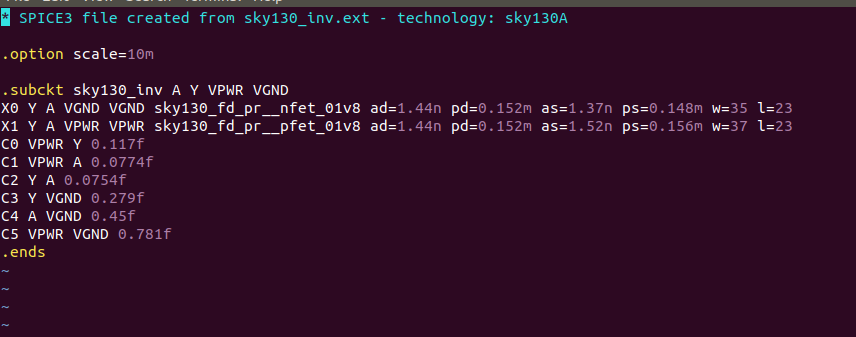 * SPICE3 file created from sky130_inv.ext - technology: sky130A
.option scale=10m
.subckt sky130_inv A Y VPWR VGND
X0 Y A VGND VGND sky130_fd_pr__nfet_01v8 ad=1.44n pd=0.152m as=1.37n ps=0.148m w=35 l=23
X1 Y A VPWR VPWR sky130_fd_pr__pfet_01v8 ad=1.44n pd=0.152m as=1.52n ps=0.156m w=37 l=23
C0 VPWR Y 0.117f
C1 VPWR A 0.0774f
C2 Y A 0.0754f
C3 Y VGND 0.279f
C4 A VGND 0.45f
C5 VPWR VGND 0.781f
.ends
~
~
~
~